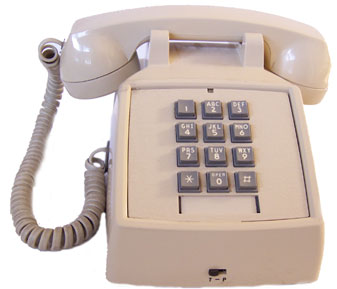 1 ABC 2 DEF 3
GHI 4 JKL 5 MNO 6
PRS 7 TUV 8 WXY 9
* OPER 0 #
T - P